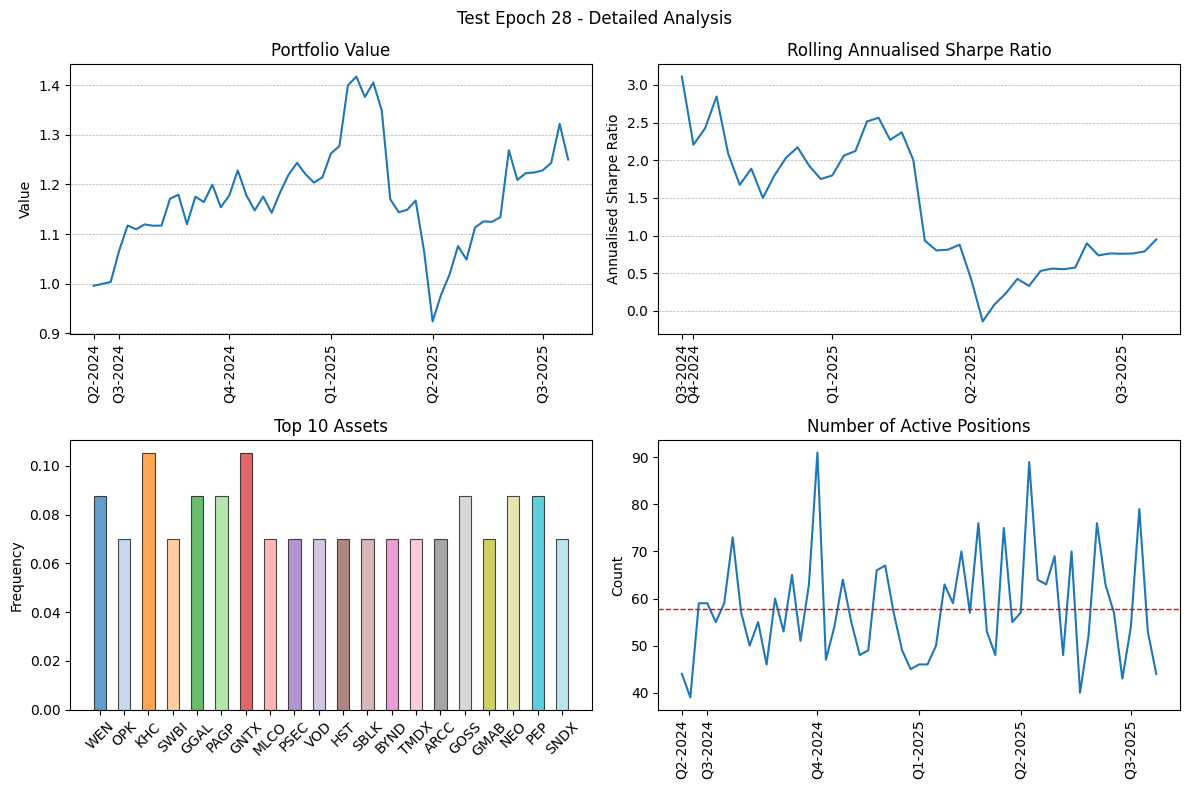 Test Epoch 28 - Detailed Analysis
Portfolio Value
Value
1.4
1.3
1.2
1.1
1.0
0.9
Q2-2024
Q3-2024
Q4-2024
Q1-2025
Q2-2025
Q3-2025
Rolling Annualised Sharpe Ratio
Annualised Sharpe Ratio
3.0
2.5
2.0
1.5
1.0
0.5
0.0
Q3-2024
Q4-2024
Q1-2025
Q2-2025
Q3-2025
Top 10 Assets
Frequency
0.10
0.08
0.06
0.04
0.02
0.00
WEN
OPK
KHC
SWBI
GGAL
PAGP
GNTX
MLCO
PSEC
VOD
HST
SBLK
BYND
TMDX
ARCC
GOSS
GMAB
NEO
PEP
SNDX
Number of Active Positions
Count
90
80
70
60
50
40
Q2-2024
Q3-2024
Q4-2024
Q1-2025
Q2-2025
Q3-2025